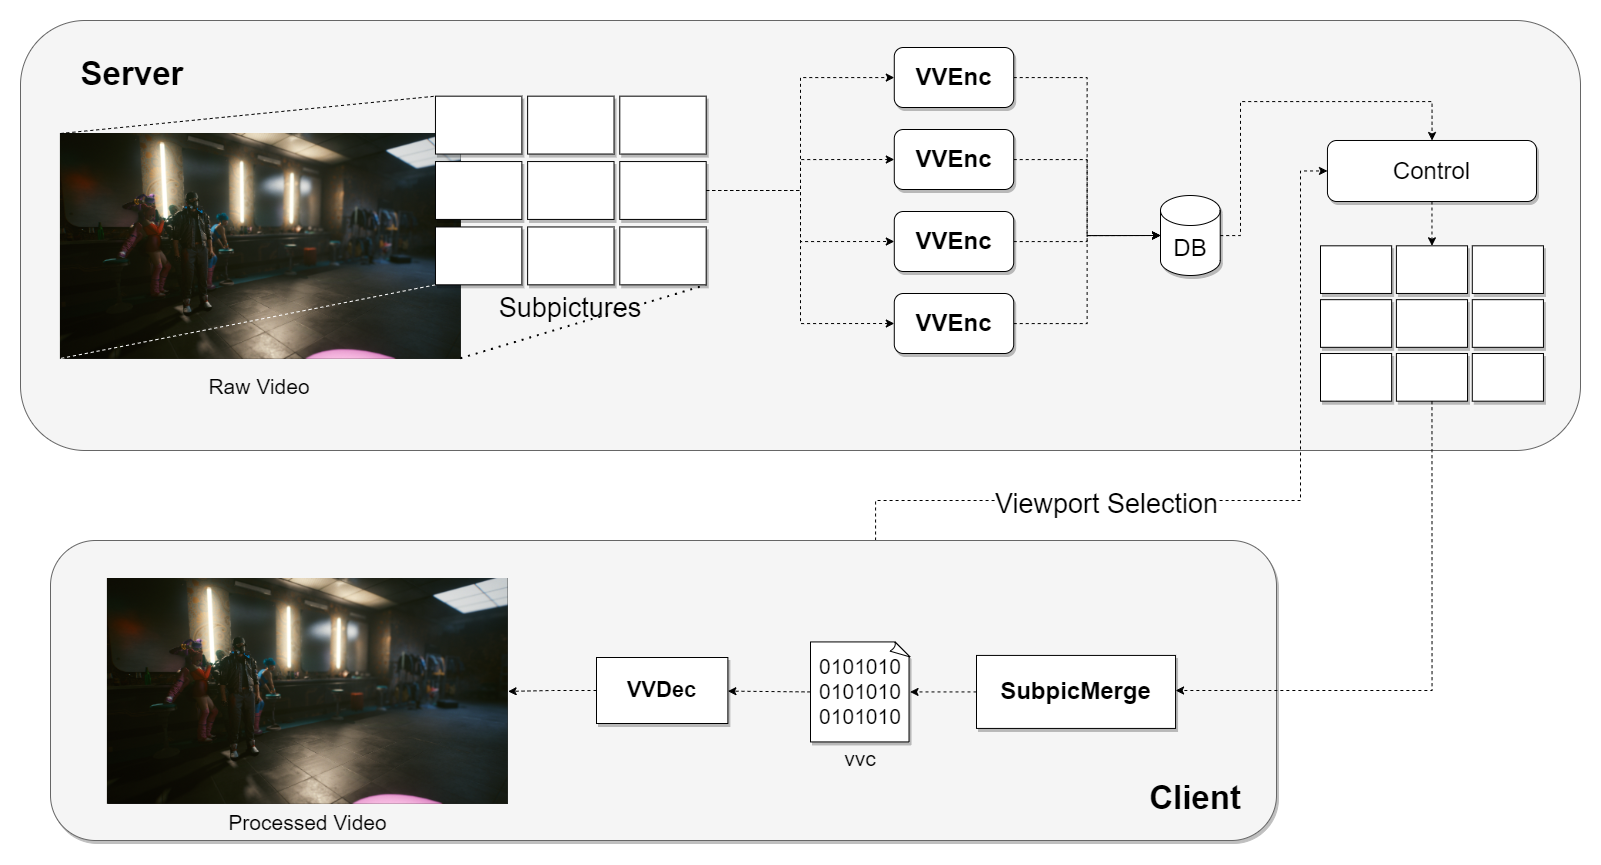 Server
VVEnc
VVEnc
VVEnc
VVEnc
DB
Control
Subpictures
Raw Video
Viewport Selection
VVDec
0101010
0101010
0101010
vvc
SubpicMerge
Processed Video
Client